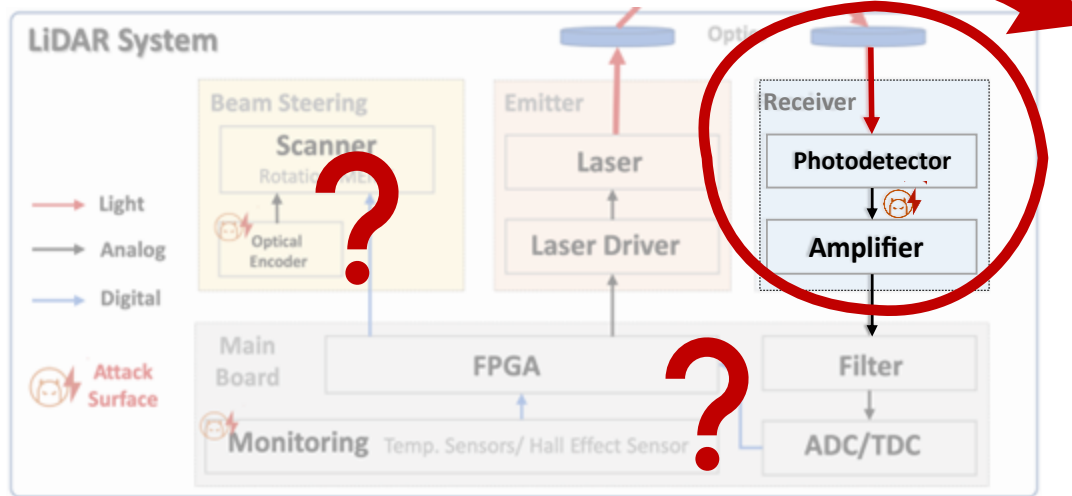 LiDAR System
Beam Steering
Scanner
Optical
Encoder
Emitter
Laser
Laser Driver
Receiver
Photodetector
Amplifier
Light
Analog
Digital
Attack
Surface
Main
Board
FPGA
Filter
Monitoring Temp. Sensors/ Hall Effect Sensor
ADC/TDC
?
?